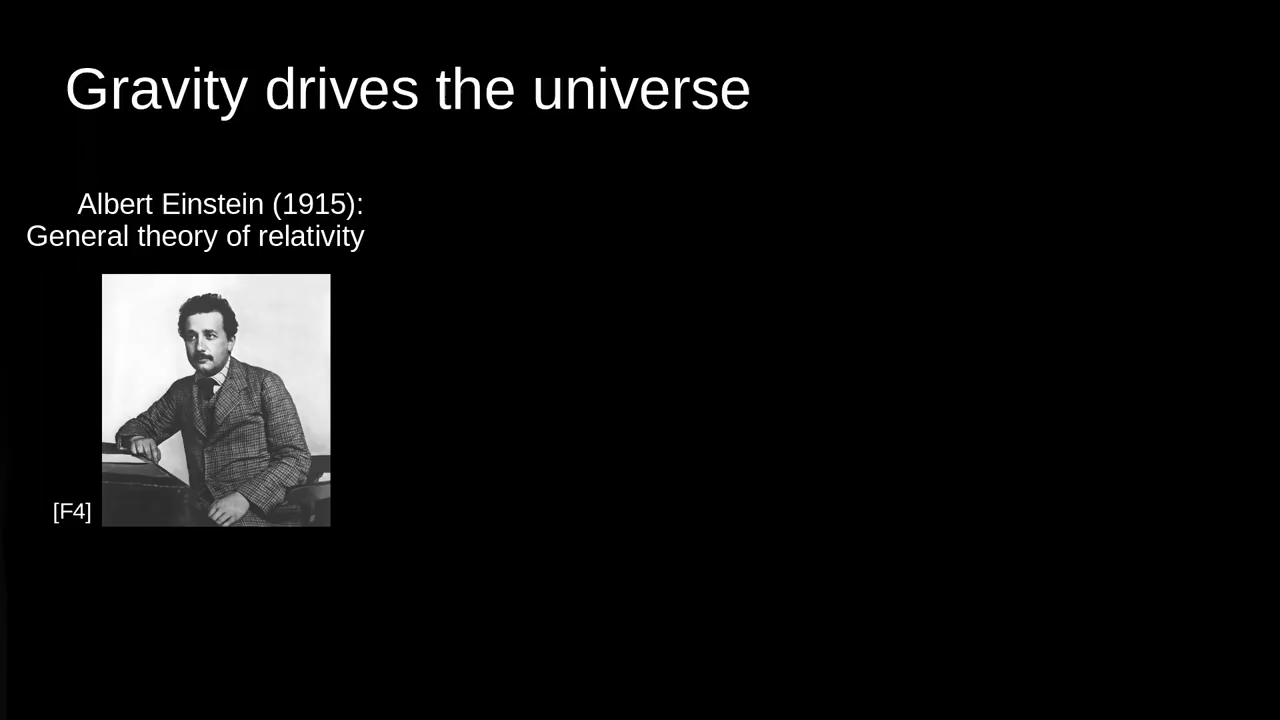 Gravity drives the universe
Albert Einstein (1915):
General theory of relativity
[F4]